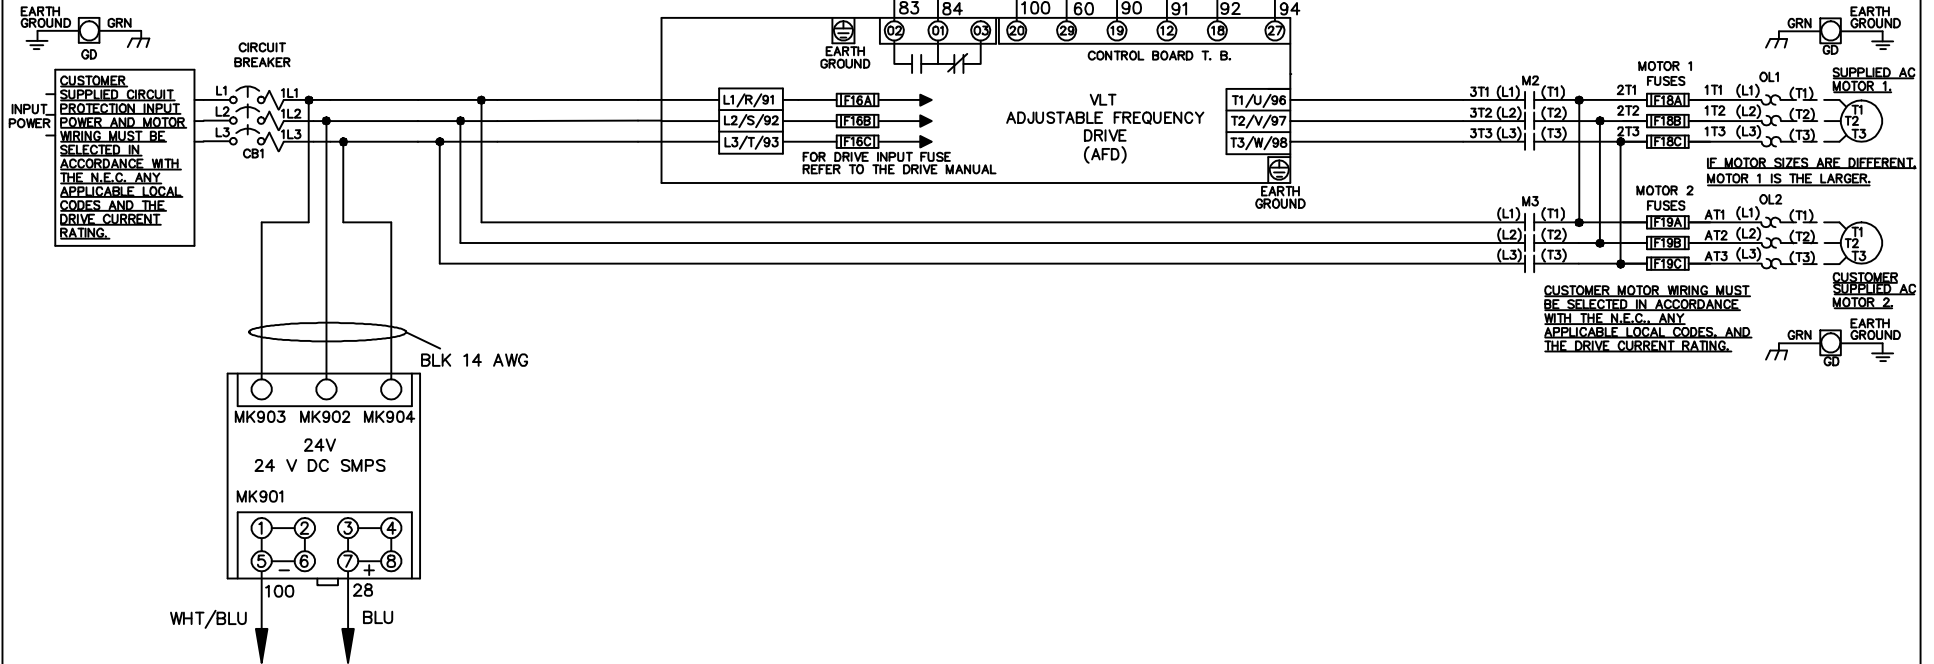 83
84
100
60
90
91
92
94
EARTH
GROUND
GRN
GD
02
01
03
20
29
19
12
18
27
EARTH
GROUND
CONTROL BOARD T. B.
GRN
EARTH
GROUND
GD
CIRCUIT
BREAKER
INPUT
POWER
CUSTOMER
SUPPLIED CIRCUIT
PROTECTION INPUT
POWER AND MOTOR
WIRING MUST BE
SELECTED IN
ACCORDANCE WITH
THE N.E.C. ANY
APPLICABLE LOCAL
CODES AND THE
DRIVE CURRENT
RATING.
L1
L2
L3
CB1
1L1
1L2
1L3
L1/R/91
L2/S/92
L3/T/93
F16A
F16B
F16C
FOR DRIVE INPUT FUSE
REFER TO THE DRIVE MANUAL
VLT
ADJUSTABLE FREQUENCY
DRIVE
(AFD)
T1/U/96
T2/V/97
T3/W/98
EARTH
GROUND
M2
3T1 (L1) (T1)
3T2 (L2) (T2)
3T3 (L3) (T3)
MOTOR 1
FUSES
2T1 F18A 1T1 (L1)
2T2 F18B 1T2 (L2)
2T3 F18C 1T3 (L3)
OL1
(T1)
(T2)
(T3)
SUPPLIED AC
MOTOR 1.
T1
T2
T3
IF MOTOR SIZES ARE DIFFERENT,
MOTOR 1 IS THE LARGER.
M3
(L1) (T1)
(L2) (T2)
(L3) (T3)
MOTOR 2
FUSES
F19A AT1 (L1)
F19B AT2 (L2)
F19C AT3 (L3)
OL2
(T1)
(T2)
(T3)
T1
T2
T3
CUSTOMER
SUPPLIED AC
MOTOR 2.
CUSTOMER MOTOR WIRING MUST
BE SELECTED IN ACCORDANCE
WITH THE N.E.C., ANY
APPLICABLE LOCAL CODES, AND
THE DRIVE CURRENT RATING.
GRN
EARTH
GROUND
GD
BLK 14 AWG
MK903 MK902 MK904
24V
24 V DC SMPS
MK901
1 2 3 4
5 6 7 8
− +
100
28
WHT/BLU
BLU